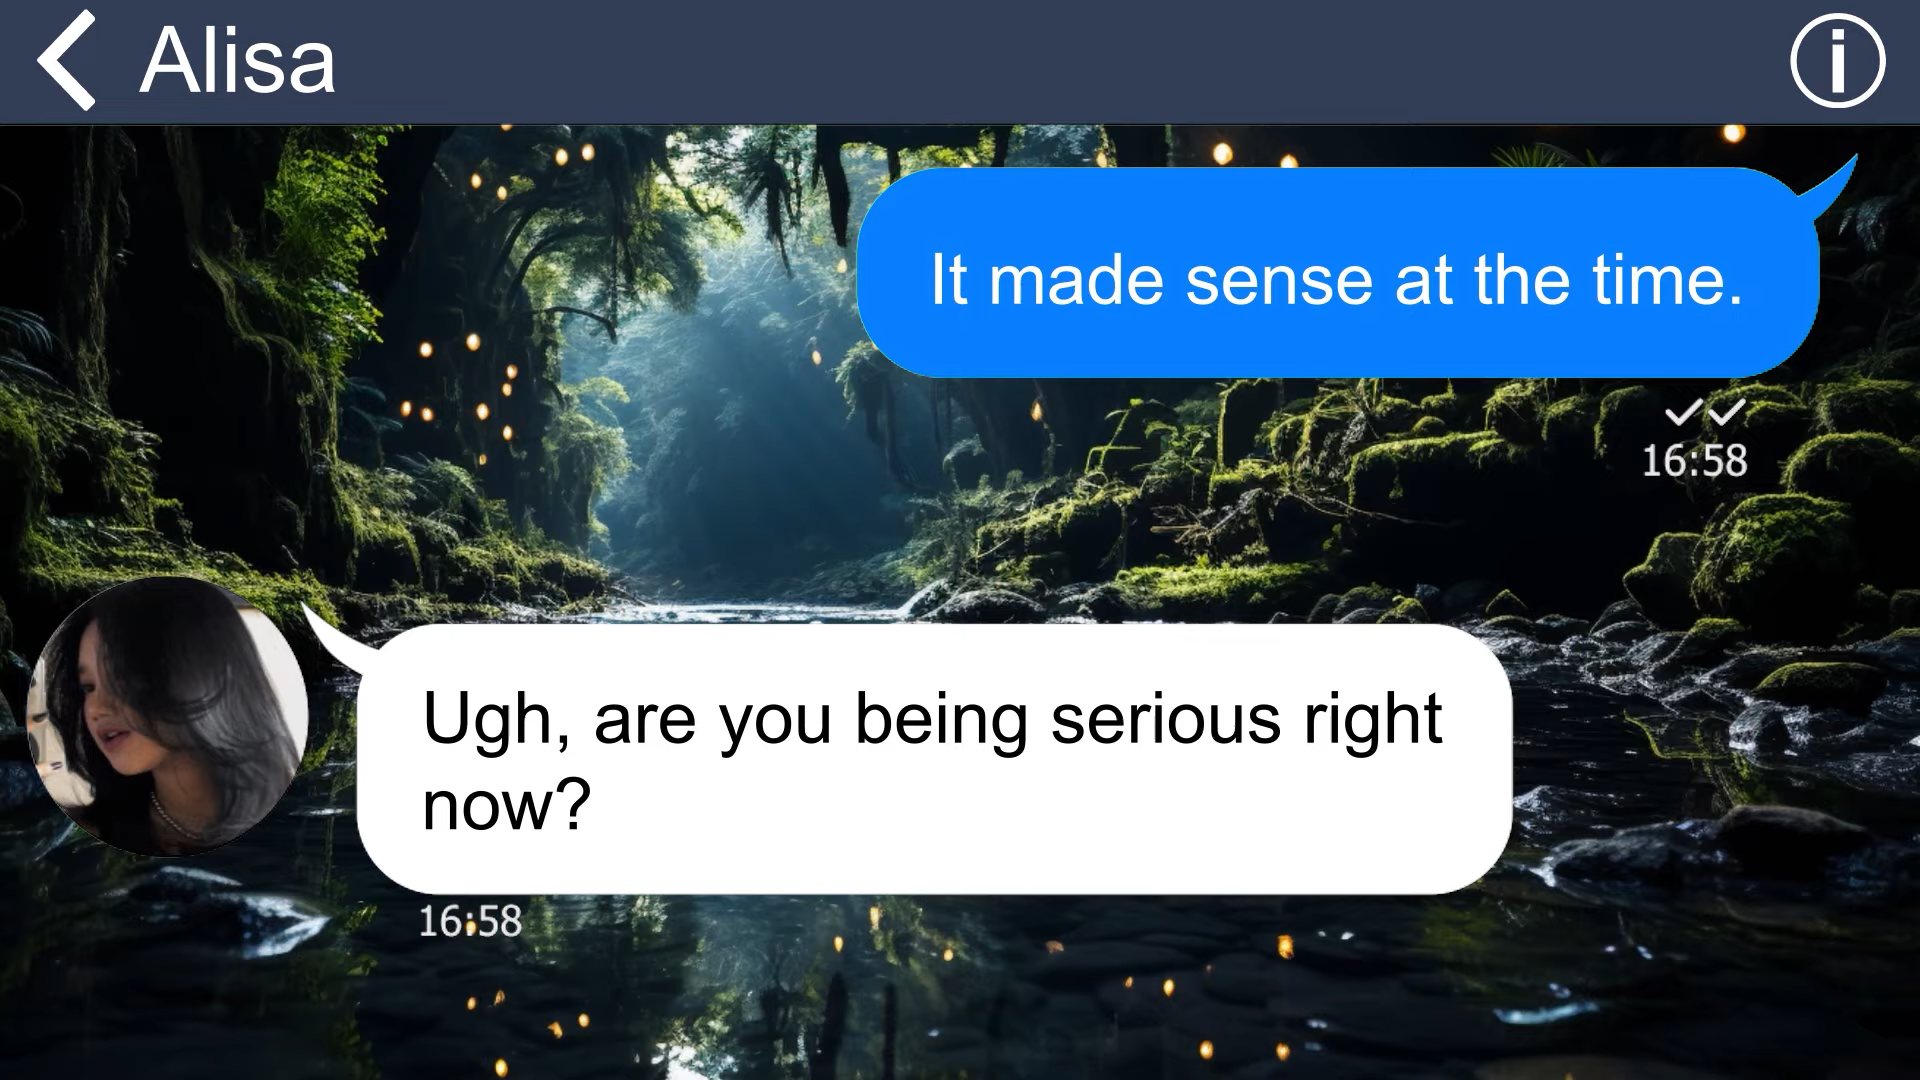 Alisa
It made sense at the time.
16:58
Ugh, are you being serious right
now?
16:58